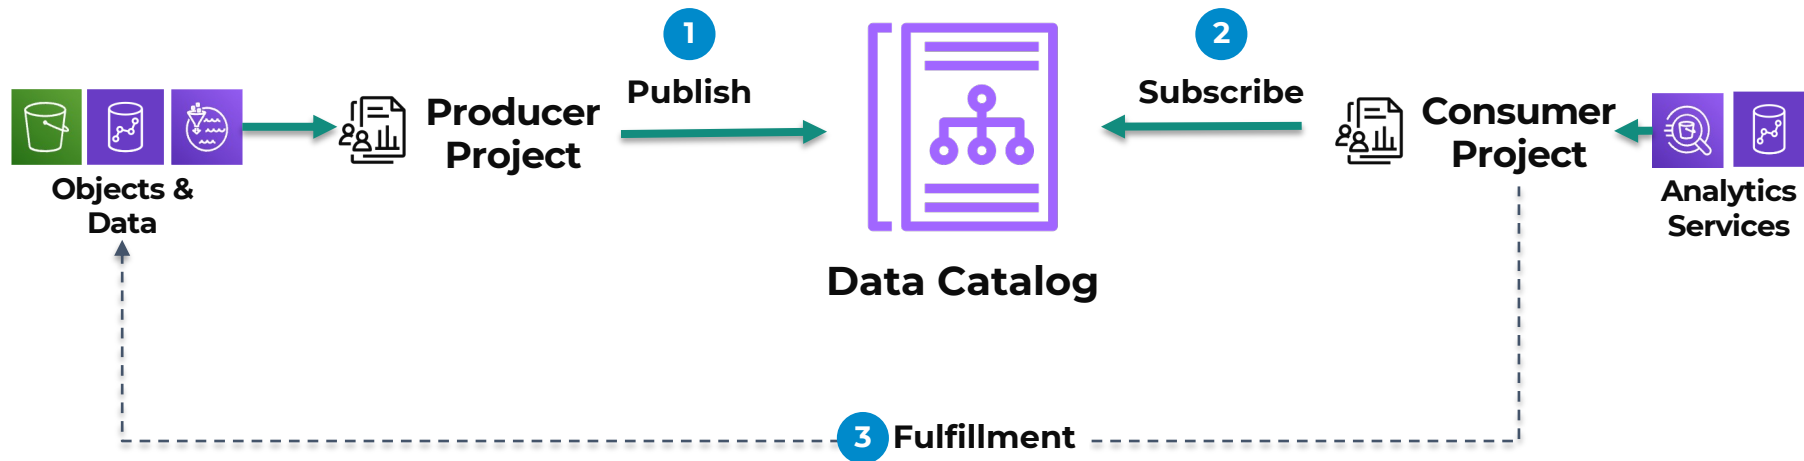 1
Publish
Producer
Project
Objects &
Data
Data Catalog
2
Subscribe
Consumer
Project
Analytics
Services
3 Fulfillment